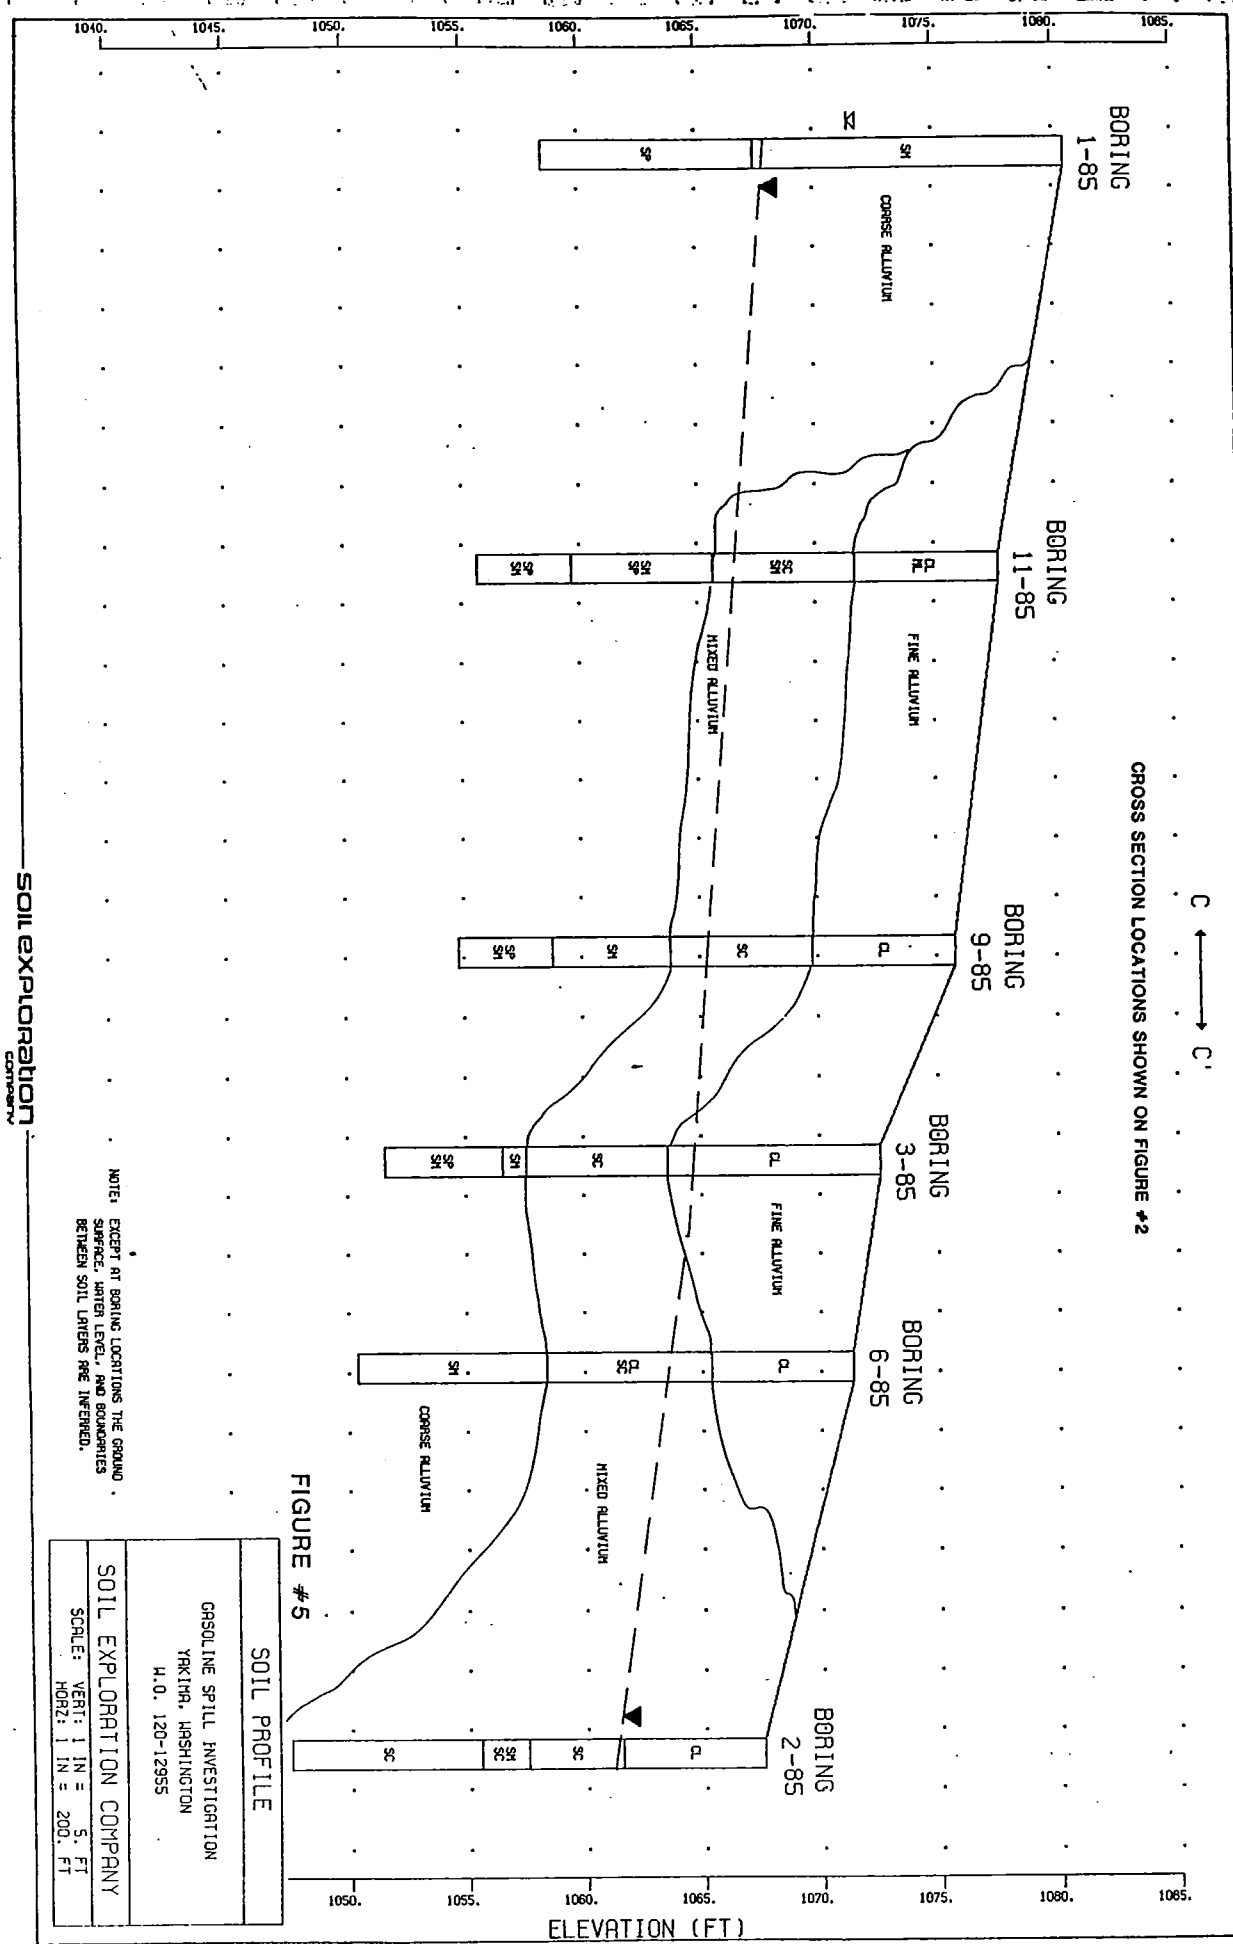 1040. 1045. 1050. 1055. 1060. 1065. 1070. 1075. 1080. 1085.
C C'
CROSS SECTION LOCATIONS SHOWN ON FIGURE #2
BORING
1-85
SM
SP
COARSE ALLUVIUM
BORING
11-85
CL
ML
SC
SM
SM
SP
SP
SM
FINE ALLUVIUM
MIXED ALLUVIUM
BORING
9-85
CL
SC
SM
SP
SM
BORING
3-85
CL
SC
SM
SP
SM
FINE ALLUVIUM
BORING
6-85
CL
CL
SC
SM
MIXED ALLUVIUM
COARSE ALLUVIUM
BORING
2-85
CL
SC
SM
SC
SC
1050. 1055. 1060. 1065. 1070. 1075. 1080. 1085.
ELEVATION (FT)
NOTE: EXCEPT AT BORING LOCATIONS THE GROUND
SURFACE, WATER LEVEL, AND BOUNDARIES
BETWEEN SOIL LAYERS ARE INFERRED.
FIGURE #5
SOIL PROFILE
GASOLINE SPILL INVESTIGATION
YAKIMA, WASHINGTON
W.O. 120-12955
SOIL EXPLORATION COMPANY
SCALE: VERT: 1 IN = 5. FT
HORZ: 1 IN = 200. FT
SOIL EXPLORATION
COMPANY